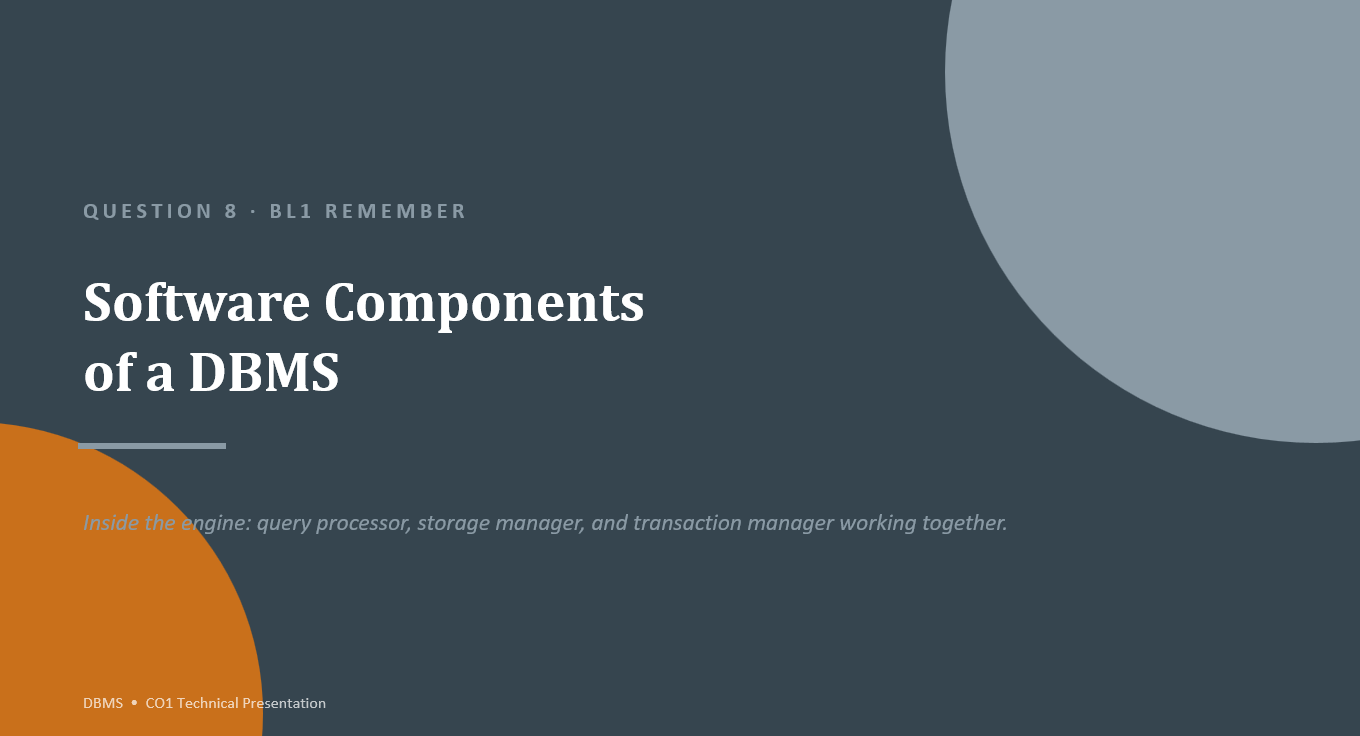 QUESTION 8 · BL1 REMEMBER
Software Components
of a DBMS
Inside the engine: query processor, storage manager, and transaction manager working together.
DBMS • CO1 Technical Presentation